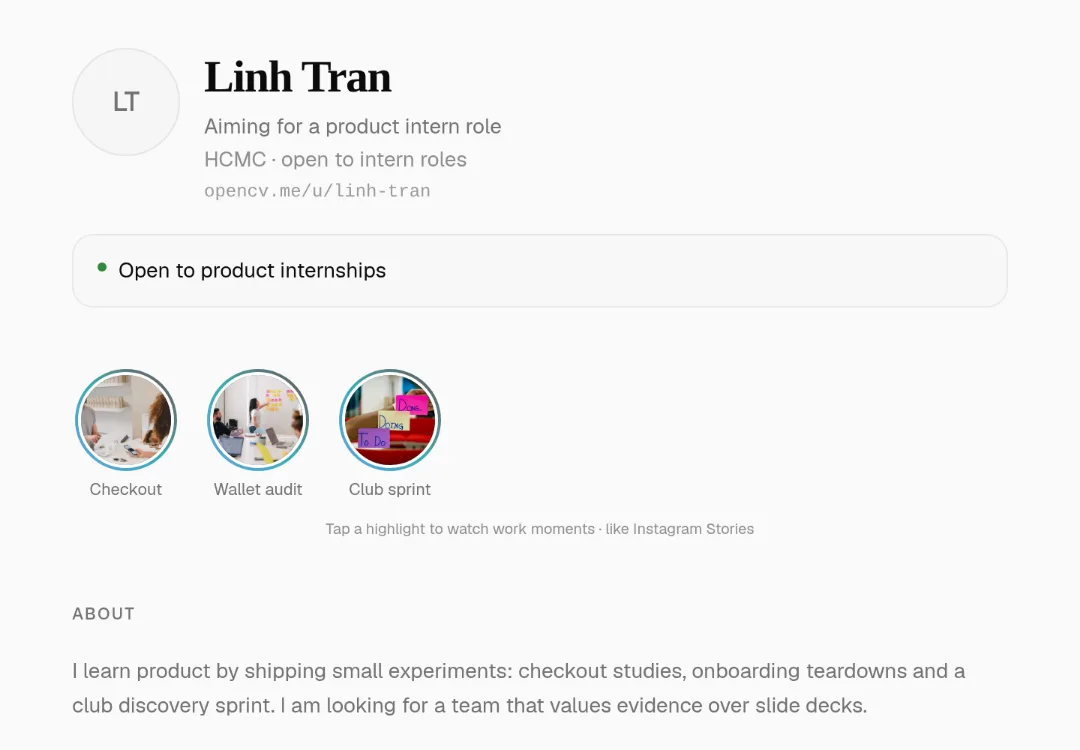 LT
Linh Tran
Aiming for a product intern role
HCMC · open to intern roles
opencv.me/u/linh-tran
Open to product internships
Done.
Doing
To Do
Checkout
Wallet audit
Club sprint
Tap a highlight to watch work moments · like Instagram Stories
ABOUT
I learn product by shipping small experiments: checkout studies, onboarding teardowns and a
club discovery sprint. I am looking for a team that values evidence over slide decks.